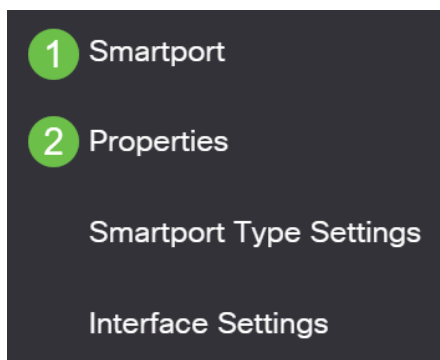 1 Smartport
2 Properties
Smartport Type Settings
Interface Settings